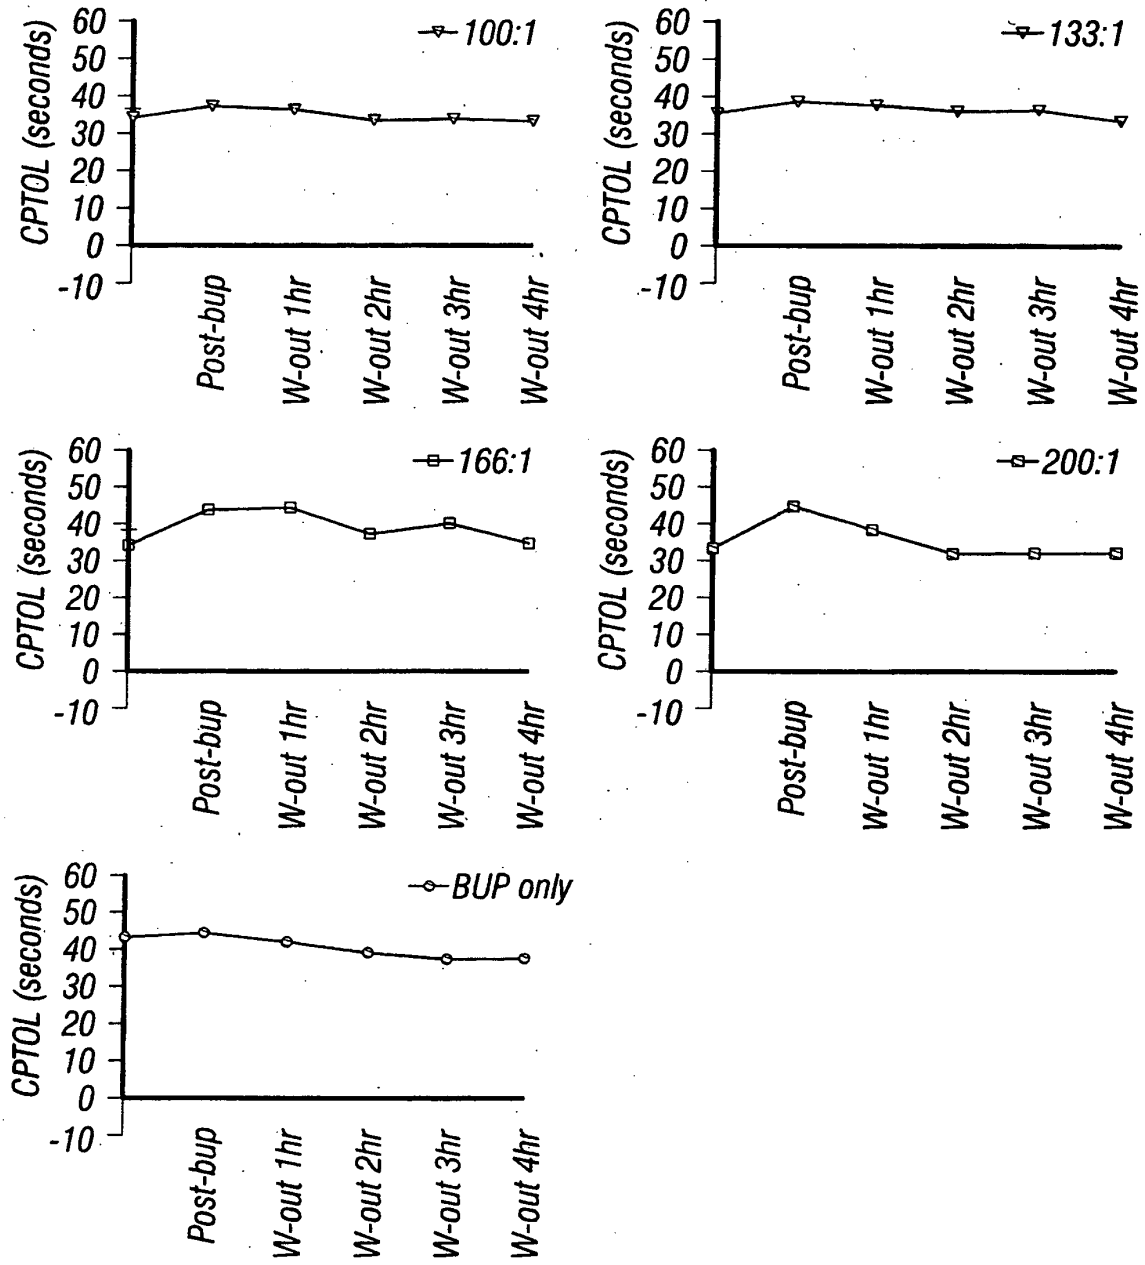 CPTOL (seconds)
60
50
40
30
20
10
0
-10
100:1
Post-bup
W-out 1hr
W-out 2hr
W-out 3hr
W-out 4hr
CPTOL (seconds)
60
50
40
30
20
10
0
-10
133:1
Post-bup
W-out 1hr
W-out 2hr
W-out 3hr
W-out 4hr
CPTOL (seconds)
60
50
40
30
20
10
0
-10
166:1
Post-bup
W-out 1hr
W-out 2hr
W-out 3hr
W-out 4hr
CPTOL (seconds)
60
50
40
30
20
10
0
-10
200:1
Post-bup
W-out 1hr
W-out 2hr
W-out 3hr
W-out 4hr
CPTOL (seconds)
60
50
40
30
20
10
0
-10
BUP only
Post-bup
W-out 1hr
W-out 2hr
W-out 3hr
W-out 4hr